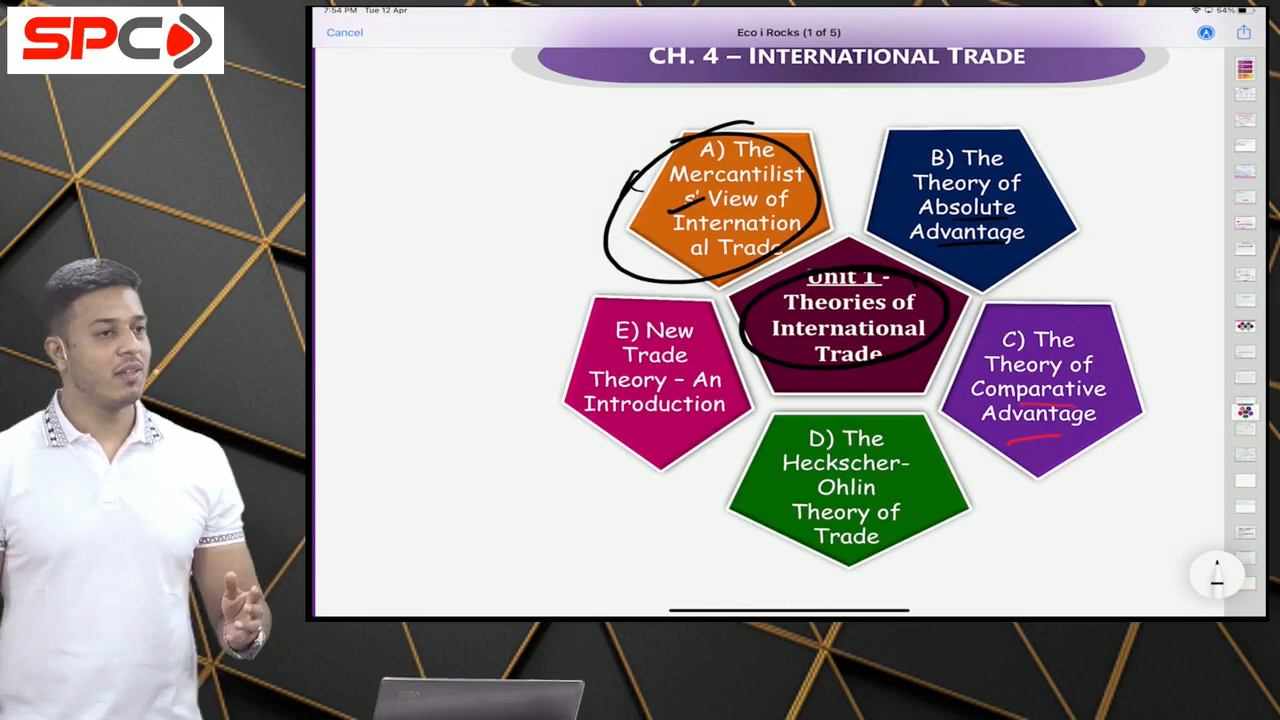 SPC
7:54 PM Tue 12 Apr
54%
Cancel
Eco i Rocks (1 of 5)
CH. 4 – INTERNATIONAL TRADE
A) The
Mercantilist
s' View of
Internation
al Trade
B) The
Theory of
Absolute
Advantage
Unit 1 -
Theories of
International
Trade
C) The
Theory of
Comparative
Advantage
D) The
Heckscher-
Ohlin
Theory of
Trade
E) New
Trade
Theory – An
Introduction